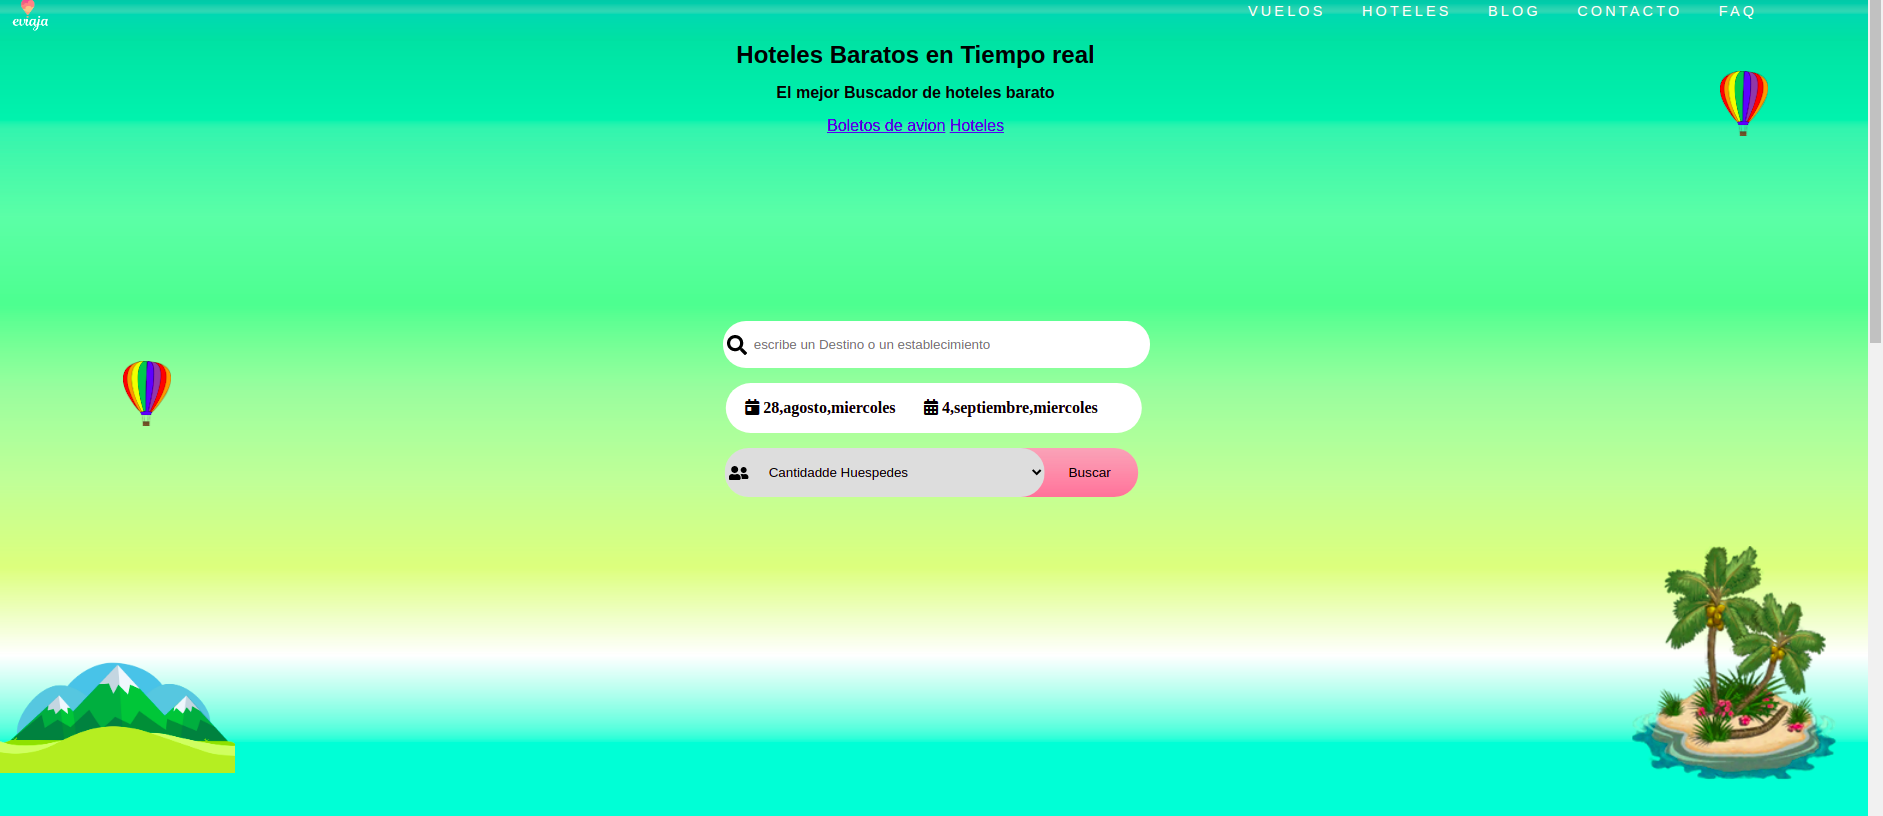 eviaja
VUELOS HOTELES BLOG CONTACTO FAQ
Hoteles Baratos en Tiempo real
El mejor Buscador de hoteles barato
Boletos de avion Hoteles
escribe un Destino o un establecimiento
28,agosto,miercoles 4,septiembre,miercoles
Cantidadde Huespedes Buscar